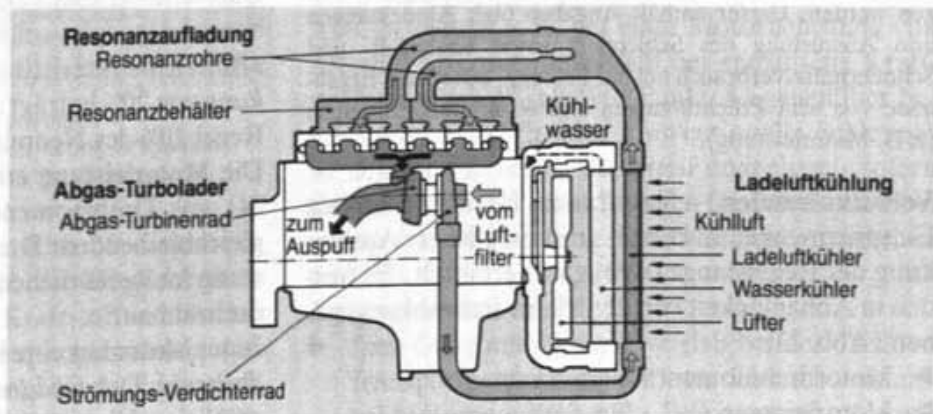 Resonanzaufladung
Resonanzrohre
Resonanzbehälter
Kühl-
wasser
Abgas-Turbolader
Abgas-Turbinenrad
zum
Auspuff
vom
Luft-
filter
Ladeluftkühlung
Kühlluft
Ladeluftkühler
Wasserkühler
Lüfter
Strömungs-Verdichterrad